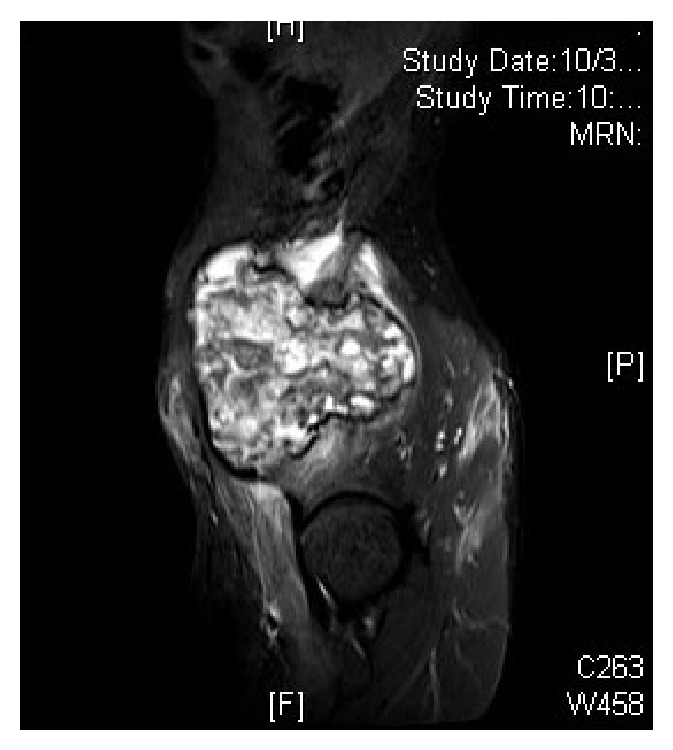 [H]
Study Date:10/3...
Study Time:10:...
MRN:
[P]
C263
W458
[F]